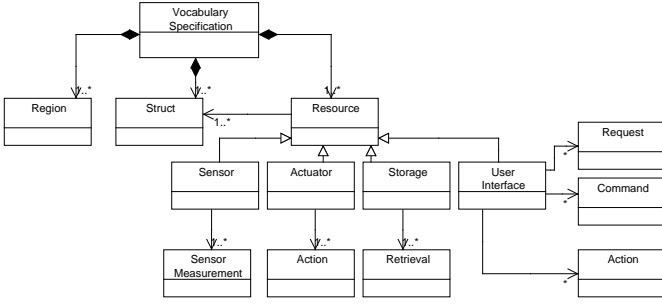 Vocabulary
Specification
1..*
1..*
1..*
Region
Struct
Resource
1..*
Request
*
Sensor
Actuator
Storage
User
Interface
Command
*
1..*
1..*
1..*
Sensor
Measurement
Action
Retrieval
Action
*